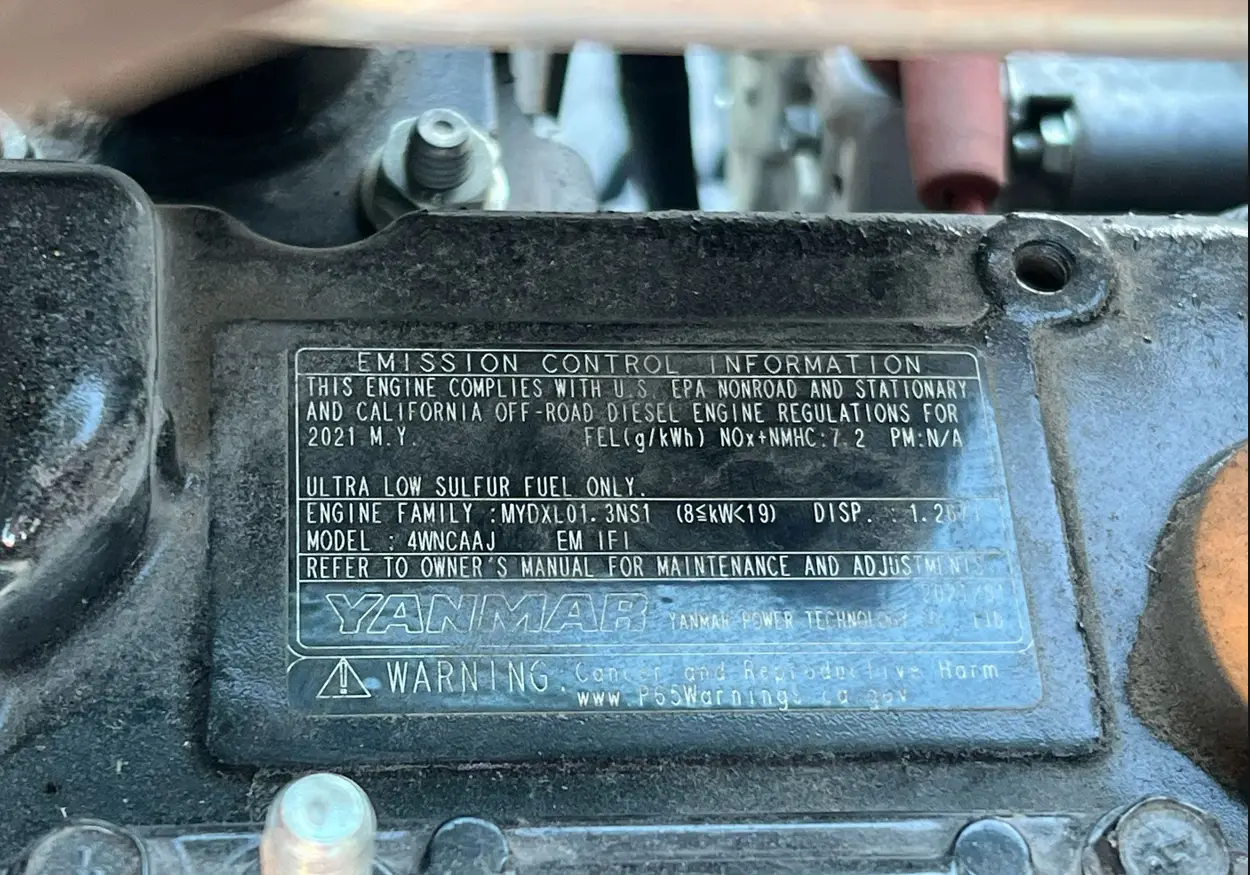 EMISSION CONTROL INFORMATION
THIS ENGINE COMPLIES WITH U.S. EPA NONROAD AND STATIONARY
AND CALIFORNIA OFF-ROAD DIESEL ENGINE REGULATIONS FOR
2021 M.Y. FEL(g/kWh) NOx+NMHC:7.2 PM:N/A
ULTRA LOW SULFUR FUEL ONLY.
ENGINE FAMILY :MYDXL01.3NS1 (8≦kW<19) DISP. :
MODEL : 4WNCAAJ EM IFI
REFER TO OWNER'S MANUAL FOR MAINTENANCE AND ADJUSTMENTS
YANMAR YANMAR POWER TECHNOLOGY
WARNING: Cancer and Reproductive Harm
www.P65Warnings.ca.gov